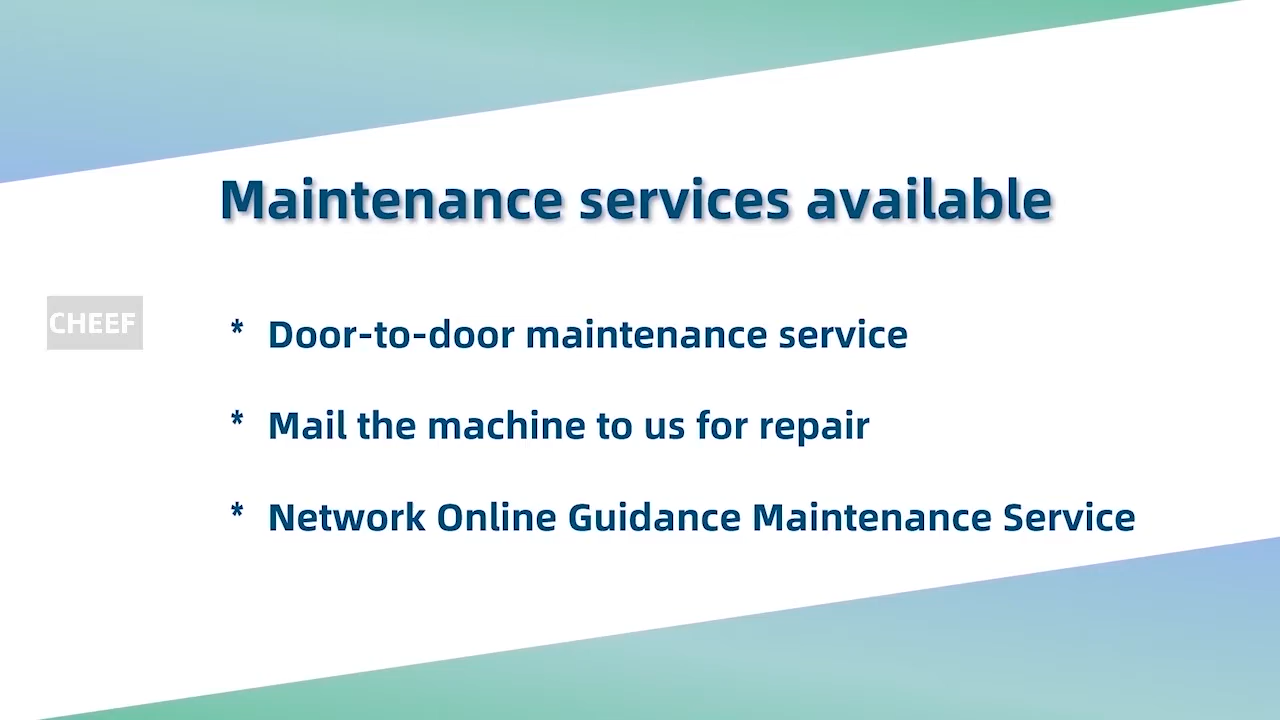 Maintenance services available
CHEEF
* Door-to-door maintenance service
* Mail the machine to us for repair
* Network Online Guidance Maintenance Service